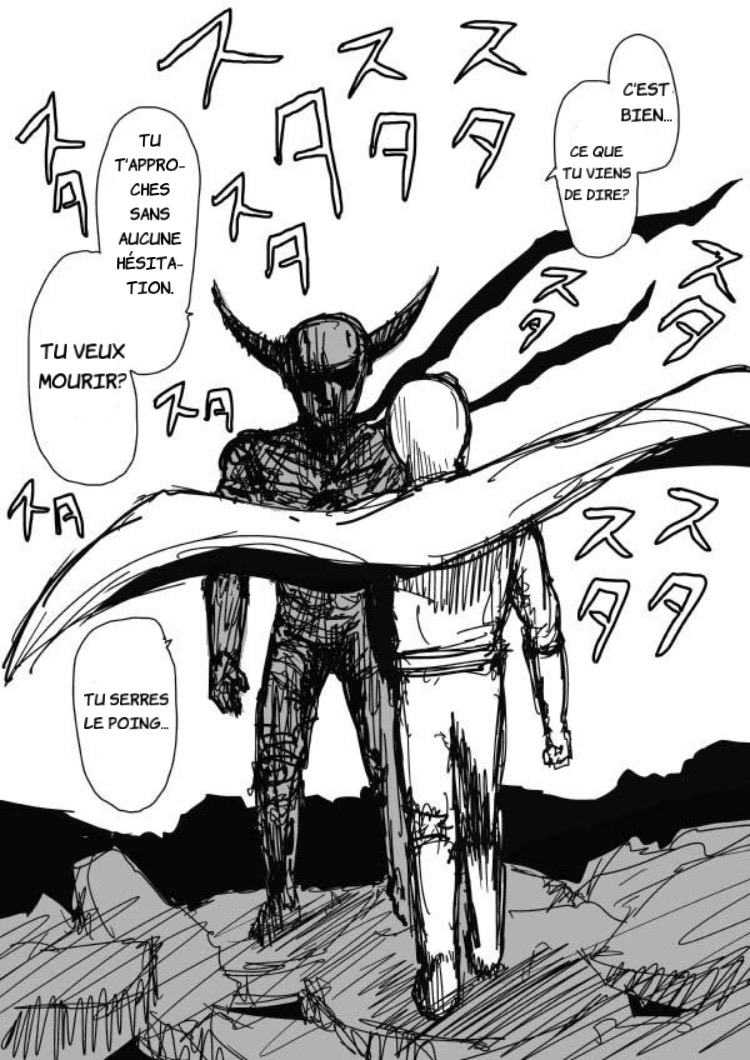 C'EST
BIEN...
CE QUE
TU VIENS
DE DIRE?
スタ
スタ
スタ
スタ
スタ
スタ
スタ
スタ
TU
T'APPRO-
CHES
SANS
AUCUNE
HÉSITA-
TION.
TU VEUX
MOURIR?
スタ
スタ
スタ
スタ
TU SERRES
LE POING...